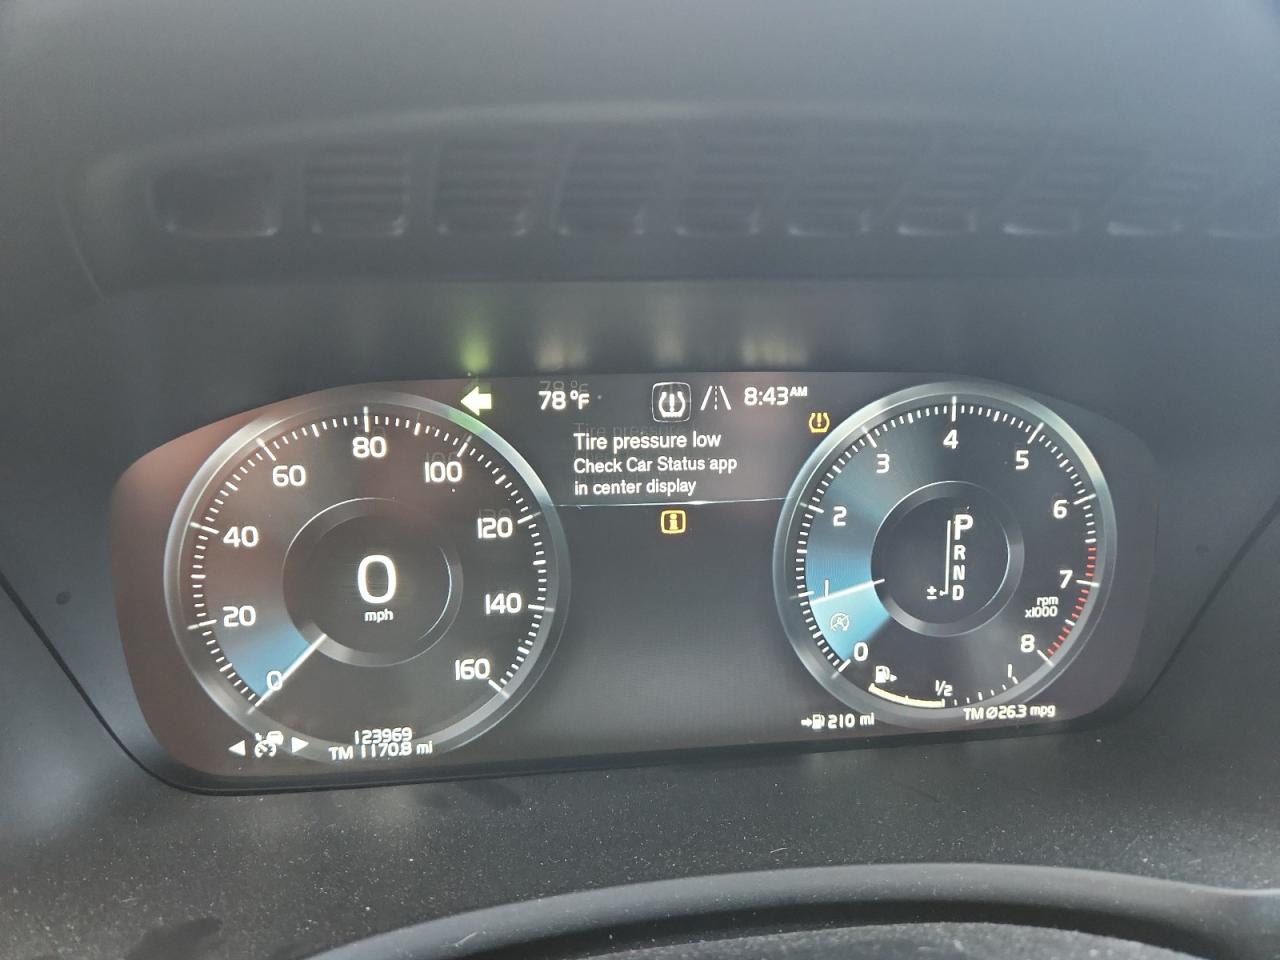 78°F
8:43AM
Tire pressure low
Check Car Status app
in center display
0
20
40
60
80
100
120
140
160
0
mph
0
1
2
3
4
5
6
7
8
rpm
x1000
P
R
N
± D
1/2
1
123969
TM 1170.8 mi
210 mi
TM Ø26.3 mpg